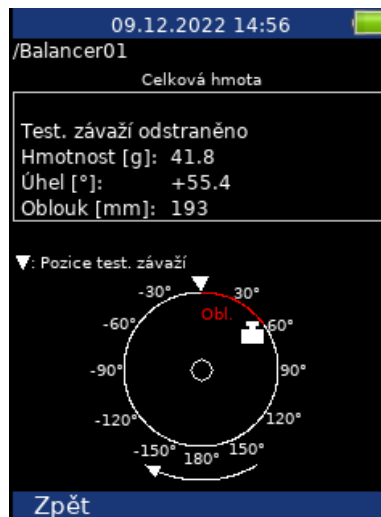 09.12.2022 14:56
/Balancer01
Celková hmota
Test. závaží odstraněno
Hmotnost [g]: 41.8
Úhel [°]: +55.4
Oblouk [mm]: 193
: Pozice test. závaží
-30° 30°
Obl.
-60° 60°
-90° 90°
-120° 120°
-150° 180° 150°
Zpět